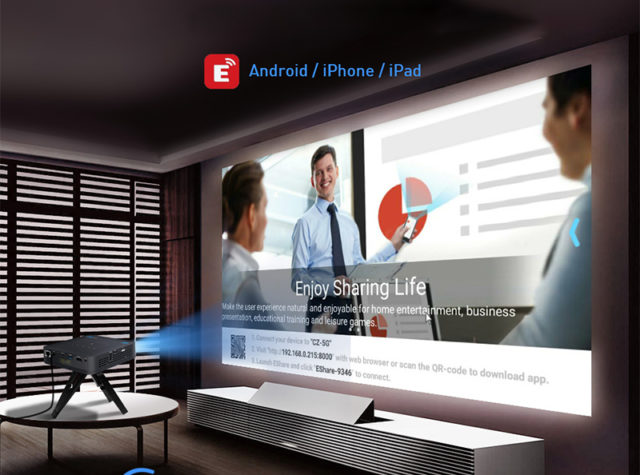 E
Android / iPhone / iPad
Enjoy Sharing Life
Make the user experience natural and enjoyable for home entertainment, business
presentation, educational training and leisure games.
1. Connect your device to "CZ-5G"
2. Visit "http://192.168.0.215:8000" with web browser or scan the QR-code to download app.
3. Launch EShare and click "EShare-9346" to connect.